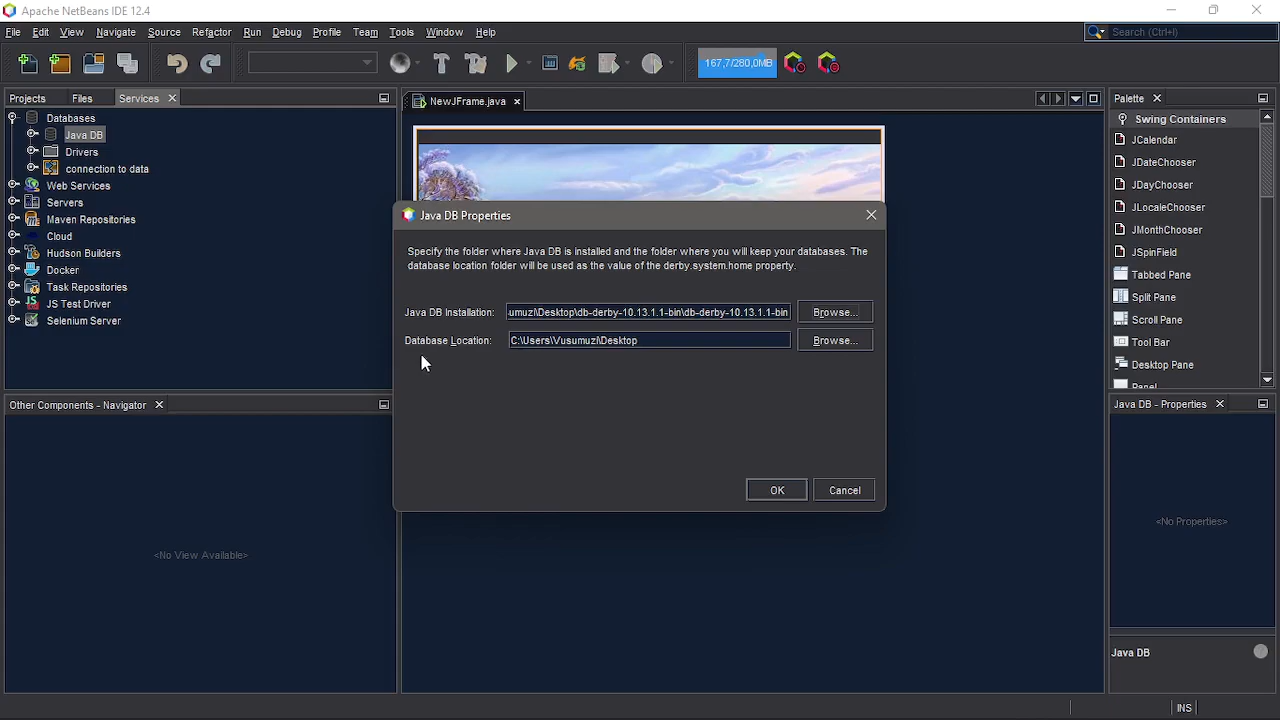 Apache NetBeans IDE 12.4
File Edit View Navigate Source Refactor Run Debug Profile Team Tools Window Help
Search (Ctrl+I)
167,7/280,0MB
Projects Files Services
NewJFrame.java
Palette
Databases
Java DB
Drivers
connection to data
Web Services
Servers
Maven Repositories
Cloud
Hudson Builders
Docker
Task Repositories
JS Test Driver
Selenium Server
Other Components - Navigator
<No View Available>
Java DB Properties
Specify the folder where Java DB is installed and the folder where you will keep your databases. The
database location folder will be used as the value of the derby.system.home property.
Java DB Installation: umuzi\Desktop\db-derby-10.13.1.1-bin\db-derby-10.13.1.1-bin Browse...
Database Location: C:\Users\Vusumuzi\Desktop Browse...
OK Cancel
Swing Containers
JCalendar
JDateChooser
JDayChooser
JLocaleChooser
JMonthChooser
JSpinField
Tabbed Pane
Split Pane
Scroll Pane
Tool Bar
Desktop Pane
Panel
Java DB - Properties
<No Properties>
Java DB
INS